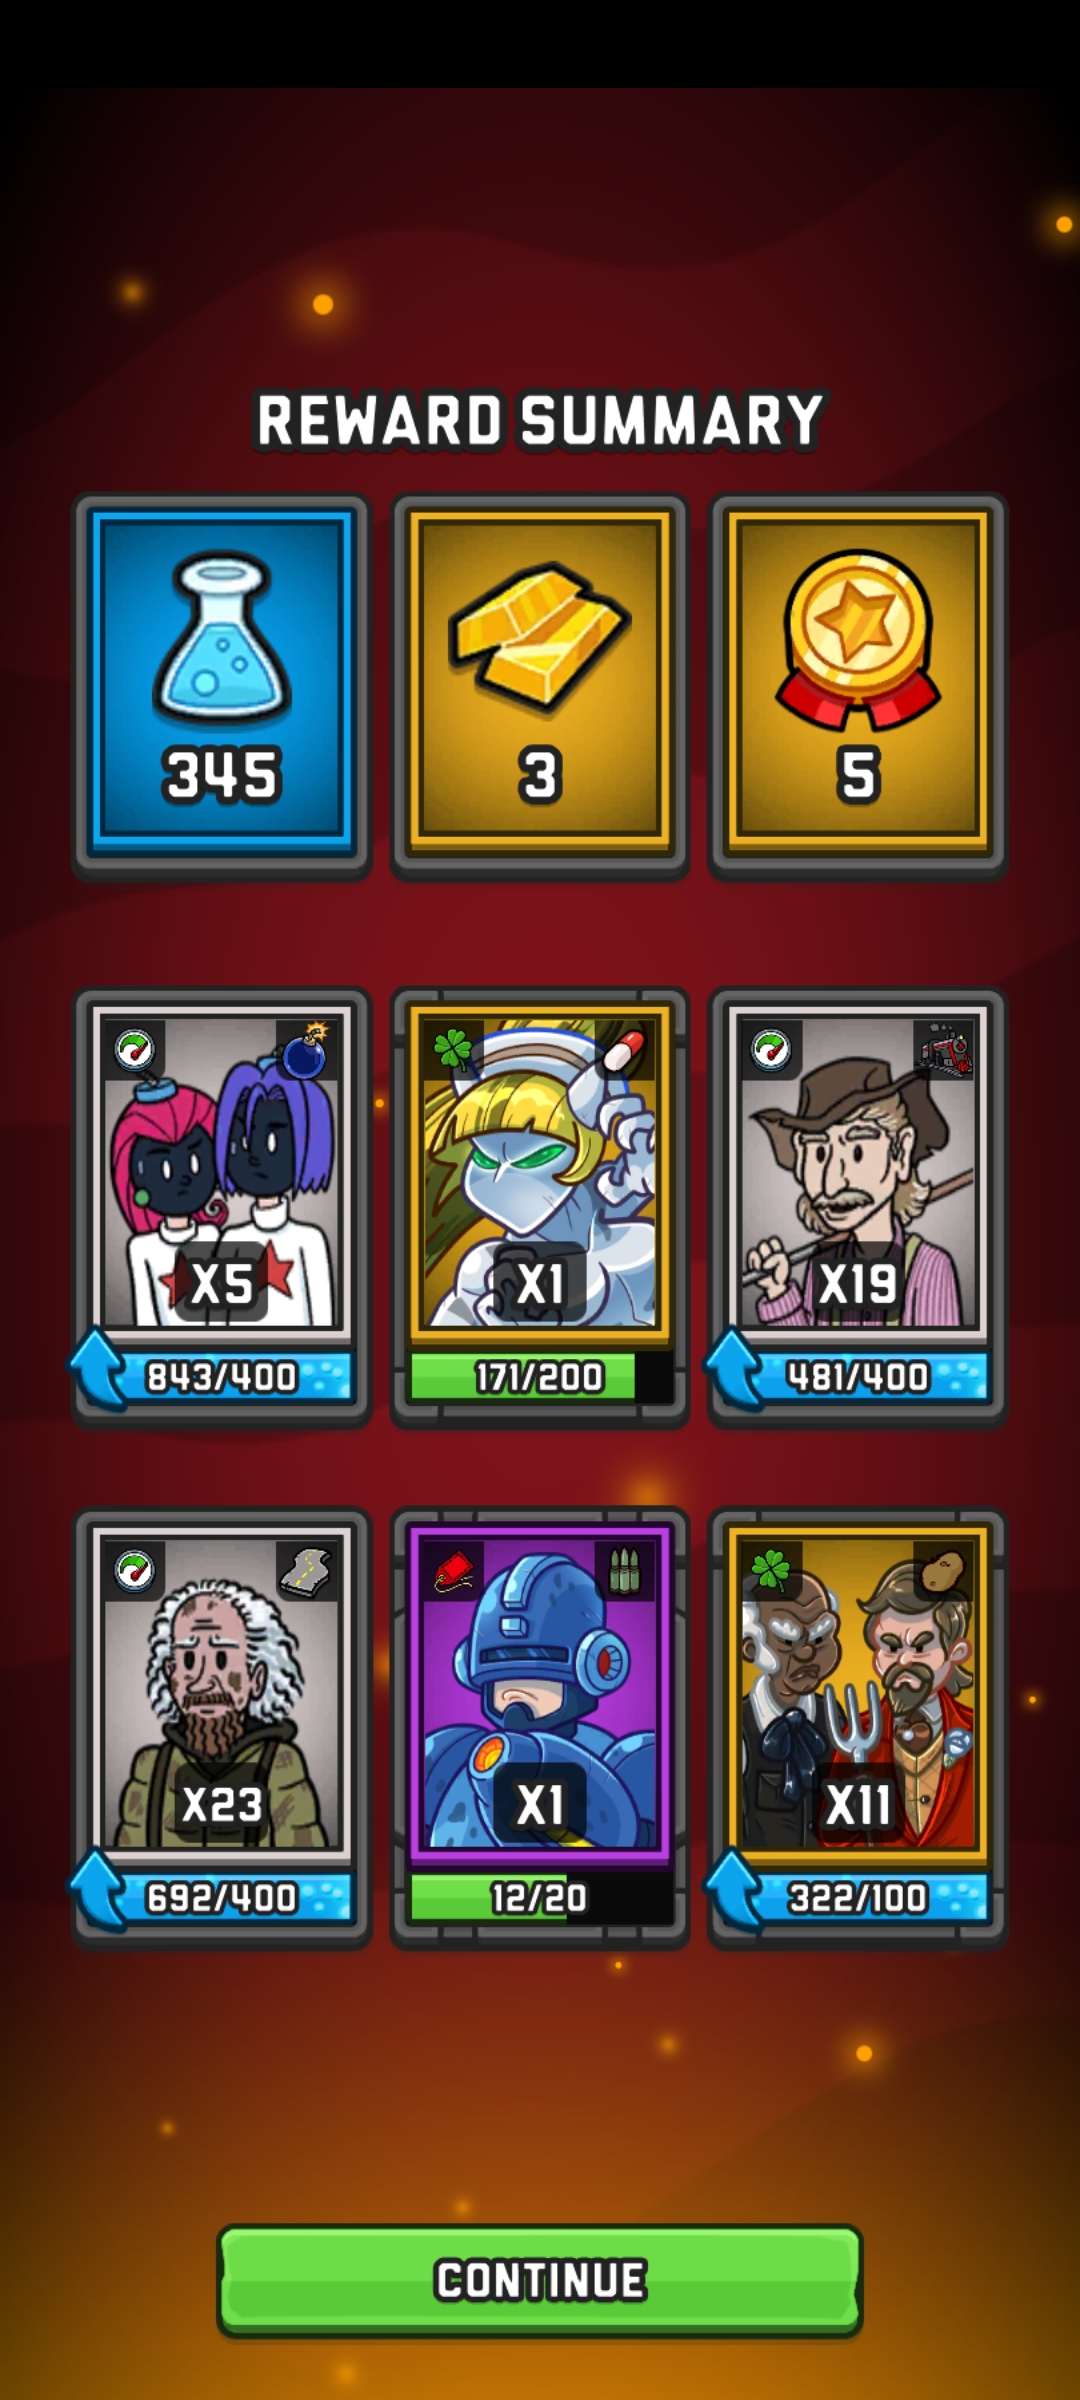 REWARD SUMMARY
345
3
5
X5
X1
X19
843/400
171/200
481/400
X23
X1
X11
692/400
12/20
322/100
CONTINUE